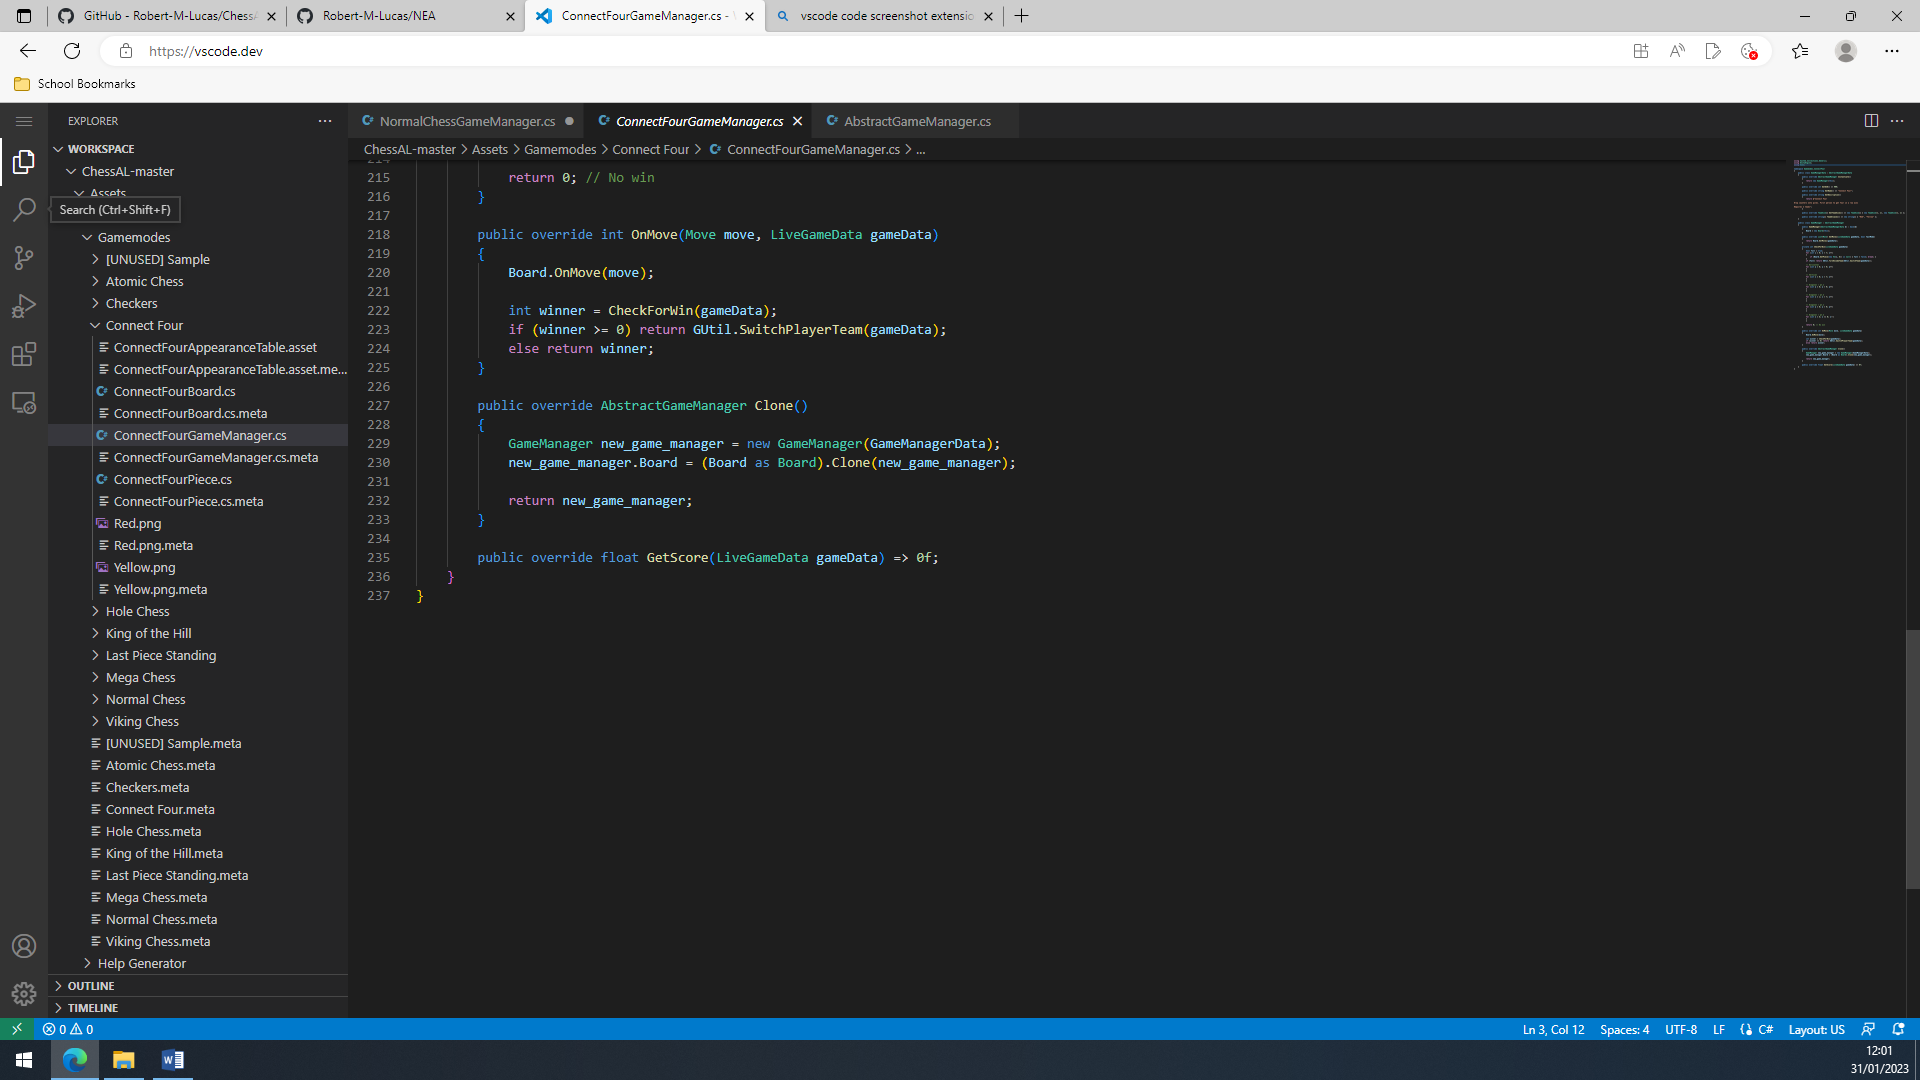 GitHub - Robert-M-Lucas/Chess
Robert-M-Lucas/NEA
ConnectFourGameManager.cs -
vscode code screenshot extensio
https://vscode.dev
School Bookmarks
EXPLORER
NormalChessGameManager.cs
ConnectFourGameManager.cs
AbstractGameManager.cs
ChessAL-master > Assets > Gamemodes > Connect Four > ConnectFourGameManager.cs > ...
WORKSPACE
ChessAL-master
Assets
Search (Ctrl+Shift+F)
Gamemodes
[UNUSED] Sample
Atomic Chess
Checkers
Connect Four
ConnectFourAppearanceTable.asset
ConnectFourAppearanceTable.asset.me...
ConnectFourBoard.cs
ConnectFourBoard.cs.meta
ConnectFourGameManager.cs
ConnectFourGameManager.cs.meta
ConnectFourPiece.cs
ConnectFourPiece.cs.meta
Red.png
Red.png.meta
Yellow.png
Yellow.png.meta
Hole Chess
King of the Hill
Last Piece Standing
Mega Chess
Normal Chess
Viking Chess
[UNUSED] Sample.meta
Atomic Chess.meta
Checkers.meta
Connect Four.meta
Hole Chess.meta
King of the Hill.meta
Last Piece Standing.meta
Mega Chess.meta
Normal Chess.meta
Viking Chess.meta
Help Generator
OUTLINE
TIMELINE
214
215 return 0; // No win
216 }
217
218 public override int OnMove(Move move, LiveGameData gameData)
219 {
220 Board.OnMove(move);
221
222 int winner = CheckForWin(gameData);
223 if (winner >= 0) return GUtil.SwitchPlayerTeam(gameData);
224 else return winner;
225 }
226
227 public override AbstractGameManager Clone()
228 {
229 GameManager new_game_manager = new GameManager(GameManagerData);
230 new_game_manager.Board = (Board as Board).Clone(new_game_manager);
231
232 return new_game_manager;
233 }
234
235 public override float GetScore(LiveGameData gameData) => 0f;
236 }
237 }
0 0
Ln 3, Col 12 Spaces: 4 UTF-8 LF C# Layout: US
12:01
31/01/2023